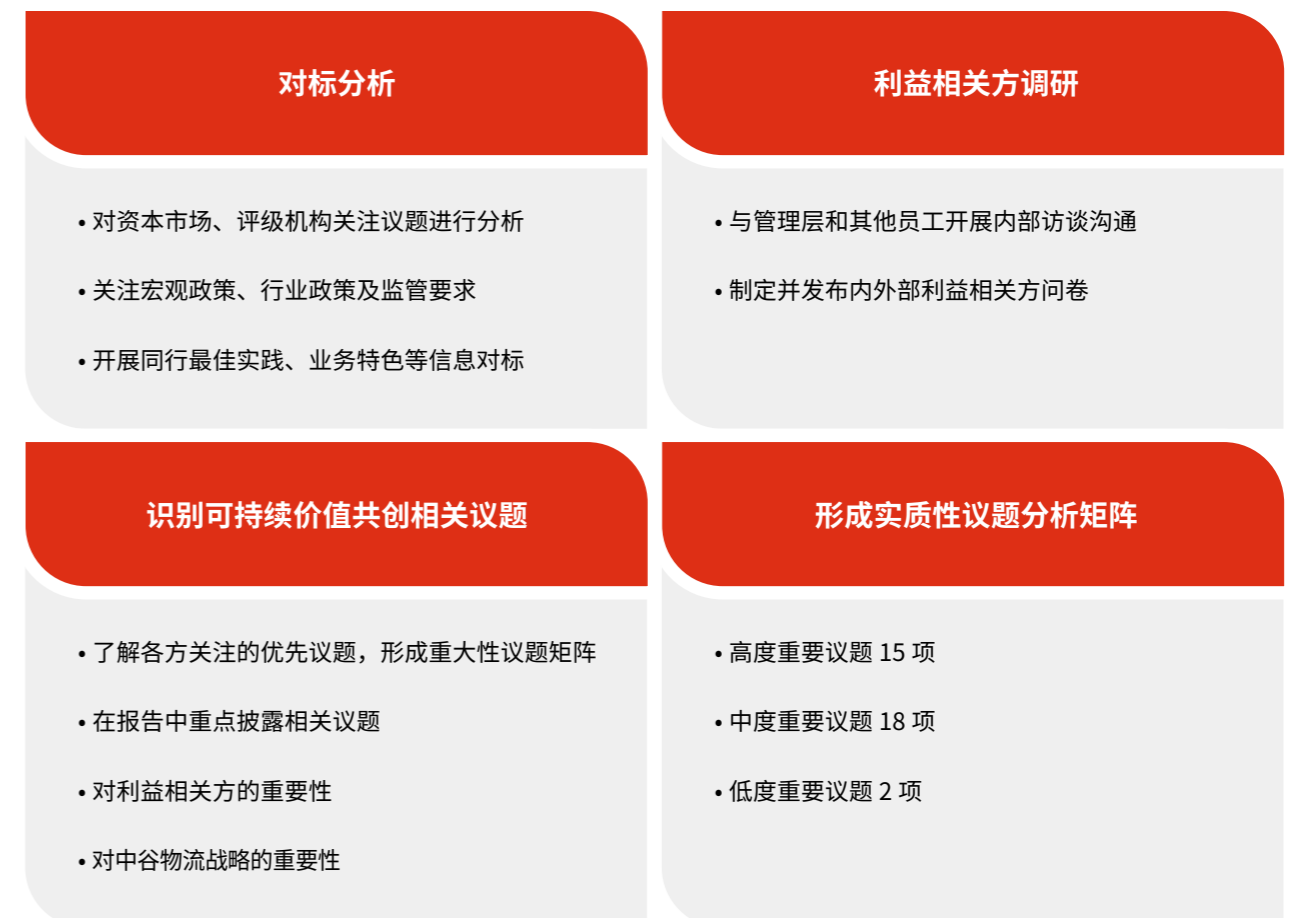 对标分析
• 对资本市场、评级机构关注议题进行分析
• 关注宏观政策、行业政策及监管要求
• 开展同行最佳实践、业务特色等信息对标
利益相关方调研
• 与管理层和其他员工开展内部访谈沟通
• 制定并发布内外部利益相关方问卷
识别可持续价值共创相关议题
• 了解各方关注的优先议题，形成重大性议题矩阵
• 在报告中重点披露相关议题
• 对利益相关方的重要性
• 对中谷物流战略的重要性
形成实质性议题分析矩阵
• 高度重要议题 15 项
• 中度重要议题 18 项
• 低度重要议题 2 项